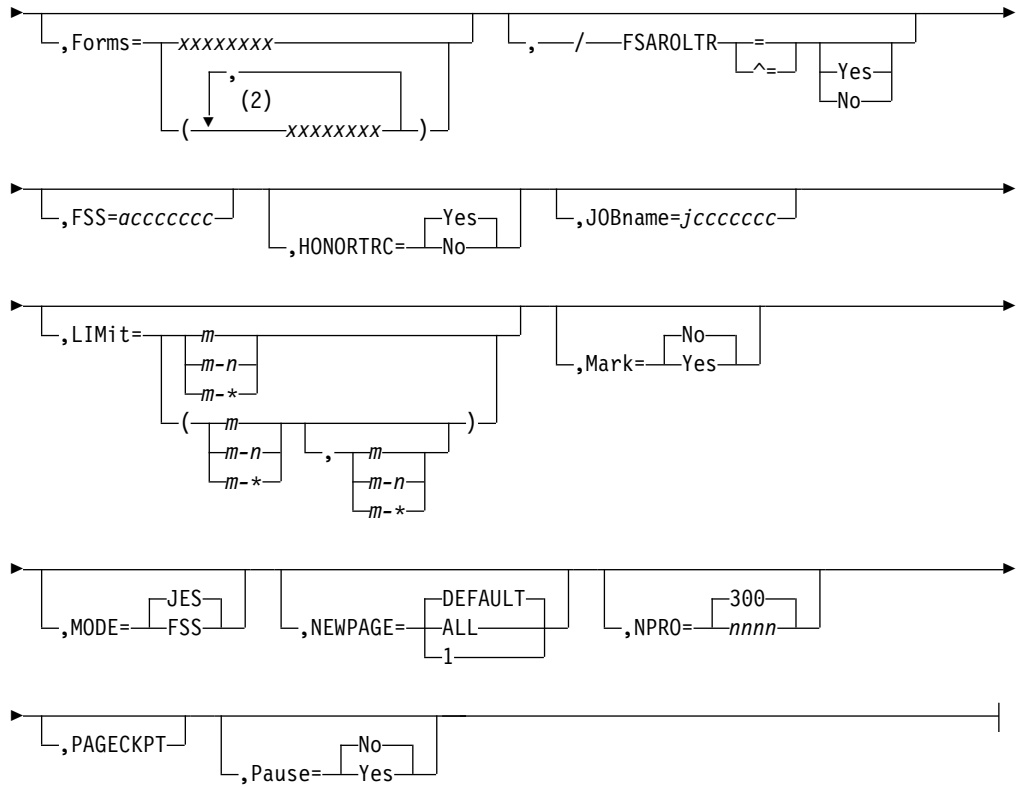 ,Forms= xxxxxxxx , / FSAROLTR =
, ^= Yes
(2) No
( xxxxxxxx )
,FSS=accccccc Yes ,JOBname=jccccccc
,HONORTRC= No
,LIMit= m No
m-n ,Mark= Yes
m-*
( m )
m-n , m
m-* m-n
m-*
JES DEFAULT 300
,MODE= FSS ,NEWPAGE= ALL ,NPRO= nnnn
1
,PAGECKPT No
,Pause= Yes